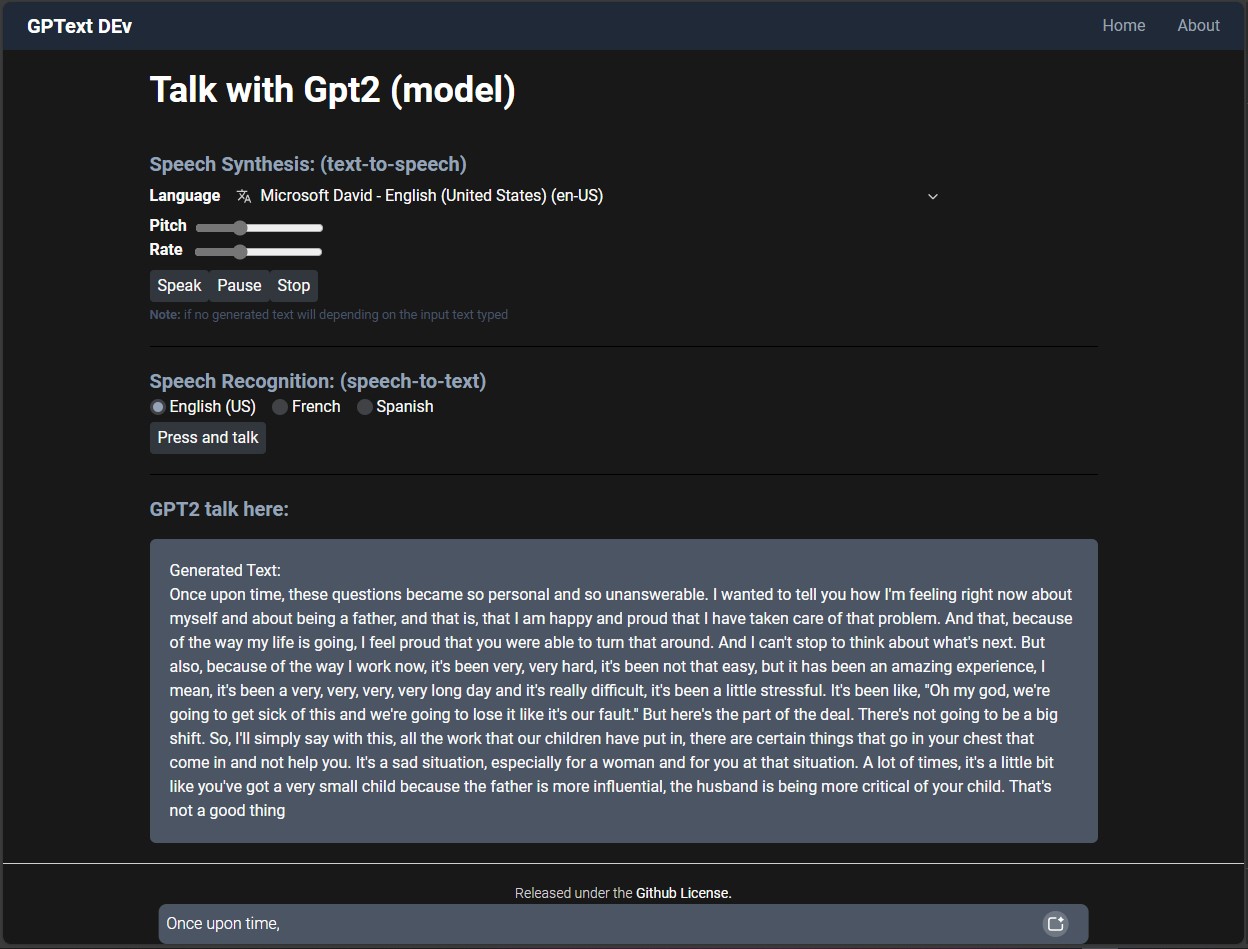 GPText DEv
Home
About
Talk with Gpt2 (model)
Speech Synthesis: (text-to-speech)
Language Microsoft David - English (United States) (en-US)
Pitch
Rate
Speak Pause Stop
Note: if no generated text will depending on the input text typed
Speech Recognition: (speech-to-text)
English (US) French Spanish
Press and talk
GPT2 talk here:
Generated Text:
Once upon time, these questions became so personal and so unanswerable. I wanted to tell you how I'm feeling right now about
myself and about being a father, and that is, that I am happy and proud that I have taken care of that problem. And that, because
of the way my life is going, I feel proud that you were able to turn that around. And I can't stop to think about what's next. But
also, because of the way I work now, it's been very, very hard, it's been not that easy, but it has been an amazing experience, I
mean, it's been a very, very, very, very long day and it's really difficult, it's been a little stressful. It's been like, "Oh my god, we're
going to get sick of this and we're going to lose it like it's our fault." But here's the part of the deal. There's not going to be a big
shift. So, I'll simply say with this, all the work that our children have put in, there are certain things that go in your chest that
come in and not help you. It's a sad situation, especially for a woman and for you at that situation. A lot of times, it's a little bit
like you've got a very small child because the father is more influential, the husband is being more critical of your child. That's
not a good thing
Released under the Github License.
Once upon time,